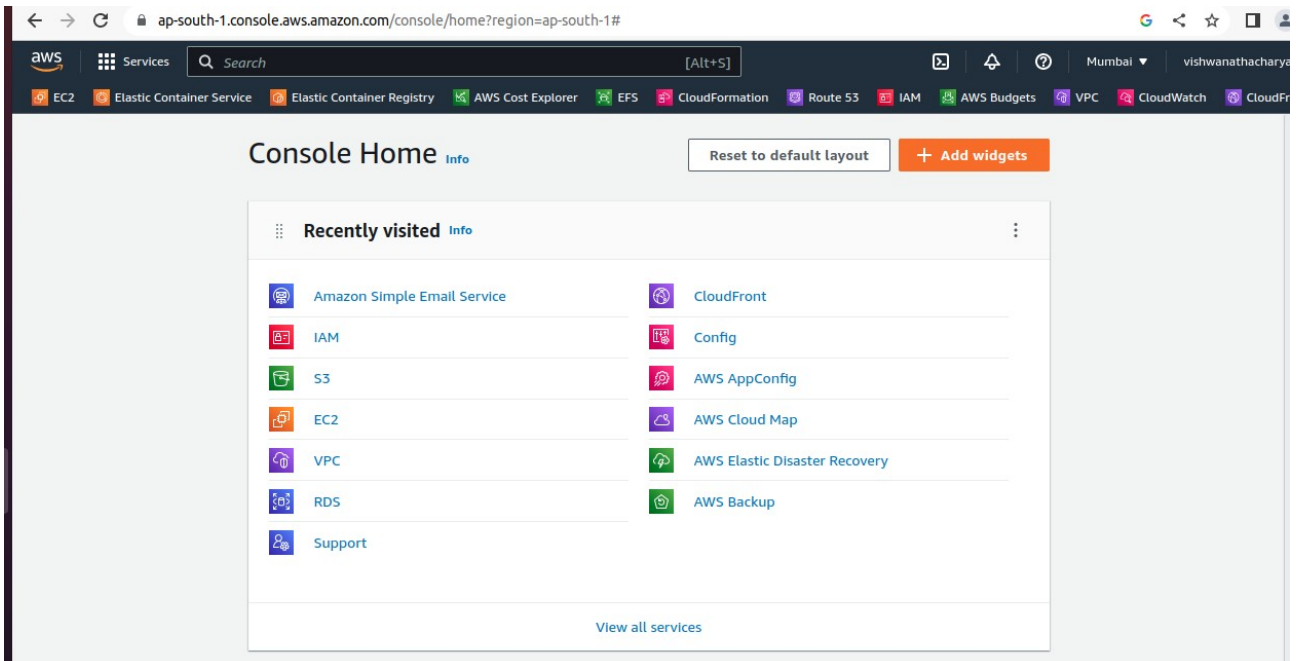 ap-south-1.console.aws.amazon.com/console/home?region=ap-south-1#
aws Services Search [Alt+S] Mumbai ▼ vishwanathacharya
EC2 Elastic Container Service Elastic Container Registry AWS Cost Explorer EFS CloudFormation Route 53 IAM AWS Budgets VPC CloudWatch CloudFr
Console Home Info Reset to default layout + Add widgets
Recently visited Info
Amazon Simple Email Service CloudFront
IAM Config
S3 AWS AppConfig
EC2 AWS Cloud Map
VPC AWS Elastic Disaster Recovery
RDS AWS Backup
Support
View all services